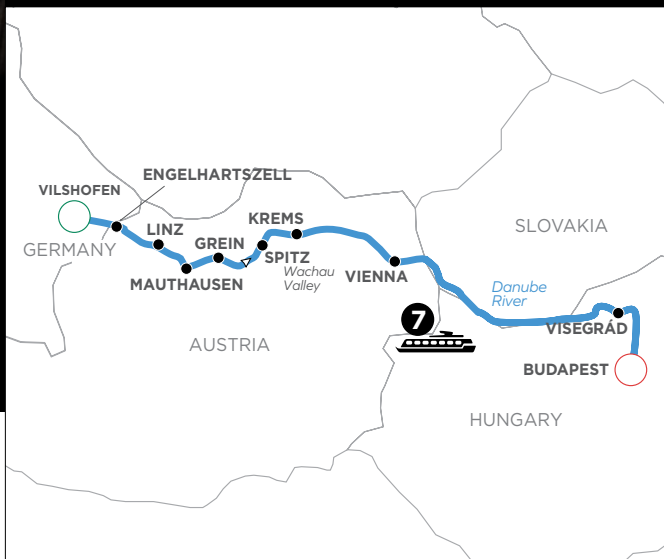 ENGELHARTSZELL
VILSHOFEN
LINZ
KREMS
SLOVAKIA
GREIN
GERMANY
SPITZ
Wachau
Valley
VIENNA
MAUTHAUSEN
Danube
River
7
VISEGRÁD
AUSTRIA
BUDAPEST
HUNGARY